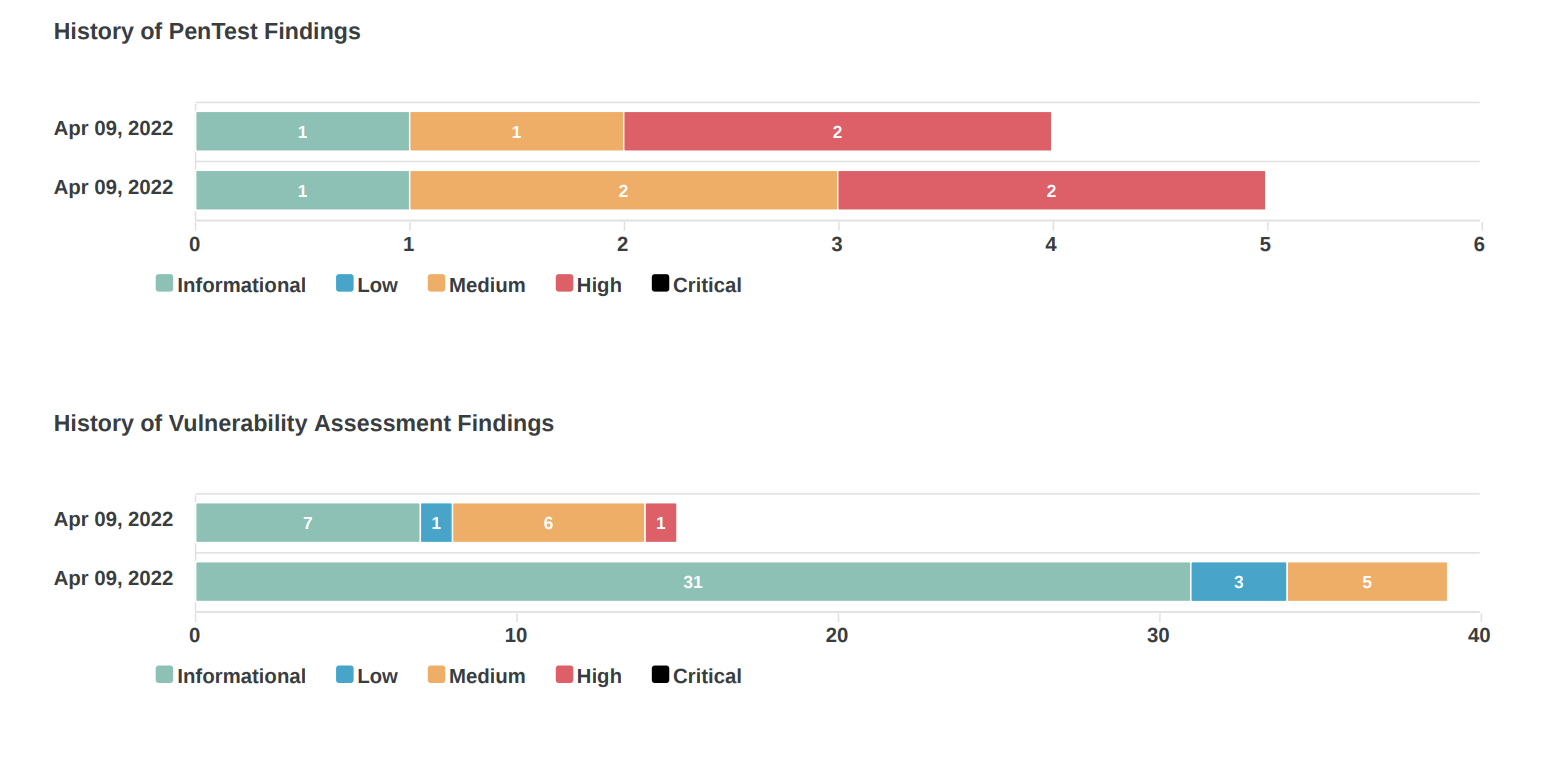 History of PenTest Findings
Apr 09, 2022 1 1 2
Apr 09, 2022 1 2 2
0 1 2 3 4 5 6
Informational Low Medium High Critical
History of Vulnerability Assessment Findings
Apr 09, 2022 7 1 6 1
Apr 09, 2022 31 3 5
0 10 20 30 40
Informational Low Medium High Critical